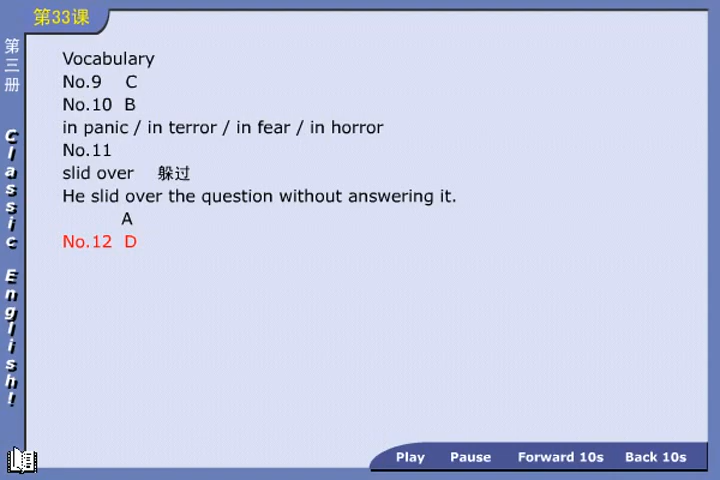 第33课
第三册
Classic English!
Vocabulary
No.9 C
No.10 B
in panic / in terror / in fear / in horror
No.11
slid over 躲过
He slid over the question without answering it.
A
No.12 D
Play Pause Forward 10s Back 10s